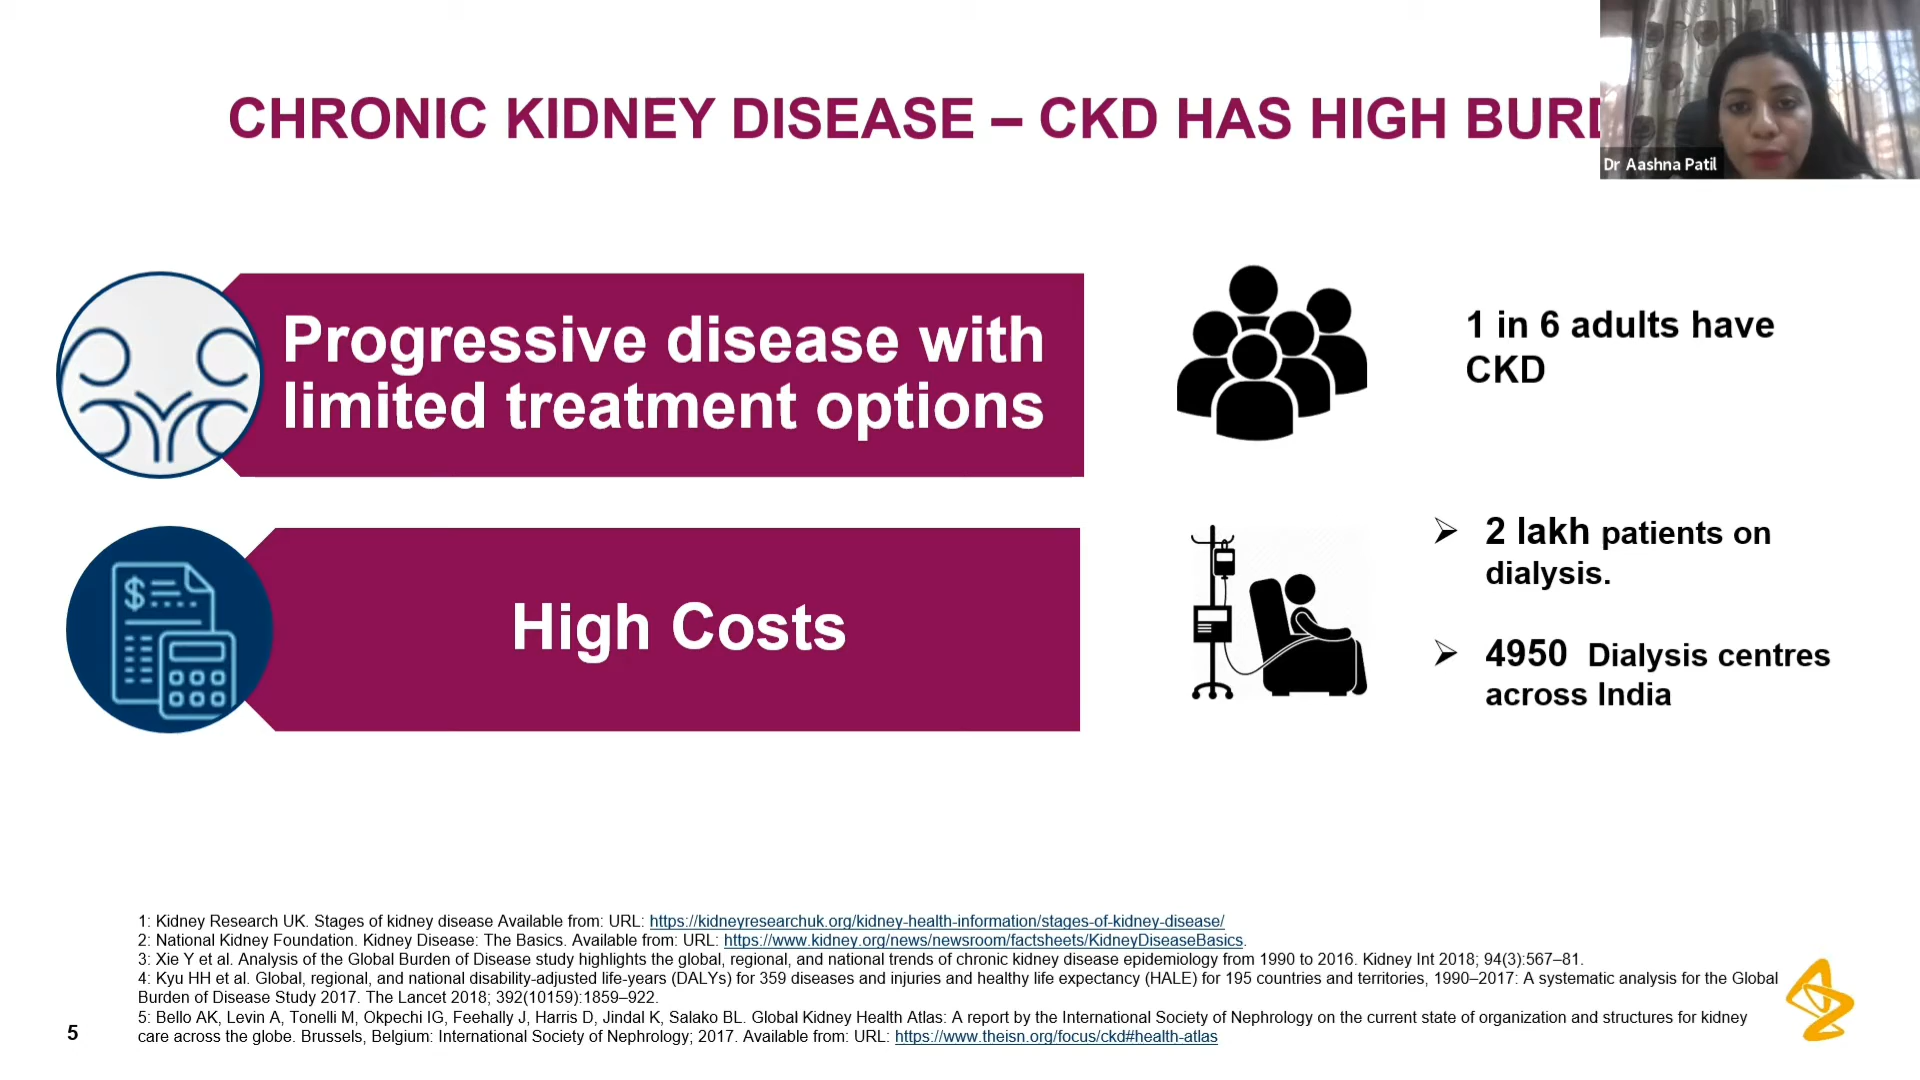 CHRONIC KIDNEY DISEASE – CKD HAS HIGH
Dr Aashna Patil
Progressive disease with
limited treatment options
1 in 6 adults have
CKD
High Costs
2 lakh patients on
dialysis.
4950 Dialysis centres
across India
1: Kidney Research UK. Stages of kidney disease Available from: URL: https://kidneyresearchuk.org/kidney-health-information/stages-of-kidney-disease/
2: National Kidney Foundation. Kidney Disease: The Basics. Available from: URL: https://www.kidney.org/news/newsroom/factsheets/KidneyDiseaseBasics.
3: Xie Y et al. Analysis of the Global Burden of Disease study highlights the global, regional, and national trends of chronic kidney disease epidemiology from 1990 to 2016. Kidney Int 2018; 94(3):567–81.
4: Kyu HH et al. Global, regional, and national disability-adjusted life-years (DALYs) for 359 diseases and injuries and healthy life expectancy (HALE) for 195 countries and territories, 1990–2017: A systematic analysis for the Global
Burden of Disease Study 2017. The Lancet 2018; 392(10159):1859–922.
5: Bello AK, Levin A, Tonelli M, Okpechi IG, Feehally J, Harris D, Jindal K, Salako BL. Global Kidney Health Atlas: A report by the International Society of Nephrology on the current state of organization and structures for kidney
care across the globe. Brussels, Belgium: International Society of Nephrology; 2017. Available from: URL: https://www.theisn.org/focus/ckd#health-atlas
5